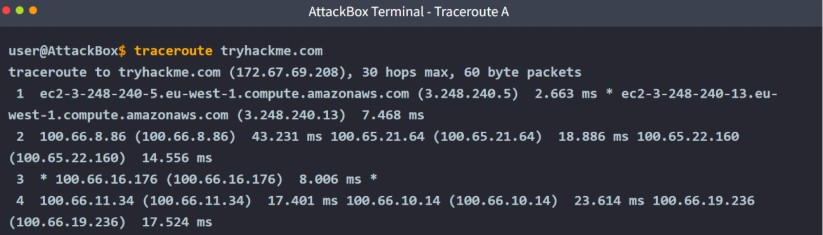 AttackBox Terminal - Traceroute A
user@AttackBox$ traceroute tryhackme.com
traceroute to tryhackme.com (172.67.69.208), 30 hops max, 60 byte packets
1 ec2-3-248-240-5.eu-west-1.compute.amazonaws.com (3.248.240.5) 2.663 ms * ec2-3-248-240-13.eu-
west-1.compute.amazonaws.com (3.248.240.13) 7.468 ms
2 100.66.8.86 (100.66.8.86) 43.231 ms 100.65.21.64 (100.65.21.64) 18.886 ms 100.65.22.160
(100.65.22.160) 14.556 ms
3 * 100.66.16.176 (100.66.16.176) 8.006 ms *
4 100.66.11.34 (100.66.11.34) 17.401 ms 100.66.10.14 (100.66.10.14) 23.614 ms 100.66.19.236
(100.66.19.236) 17.524 ms